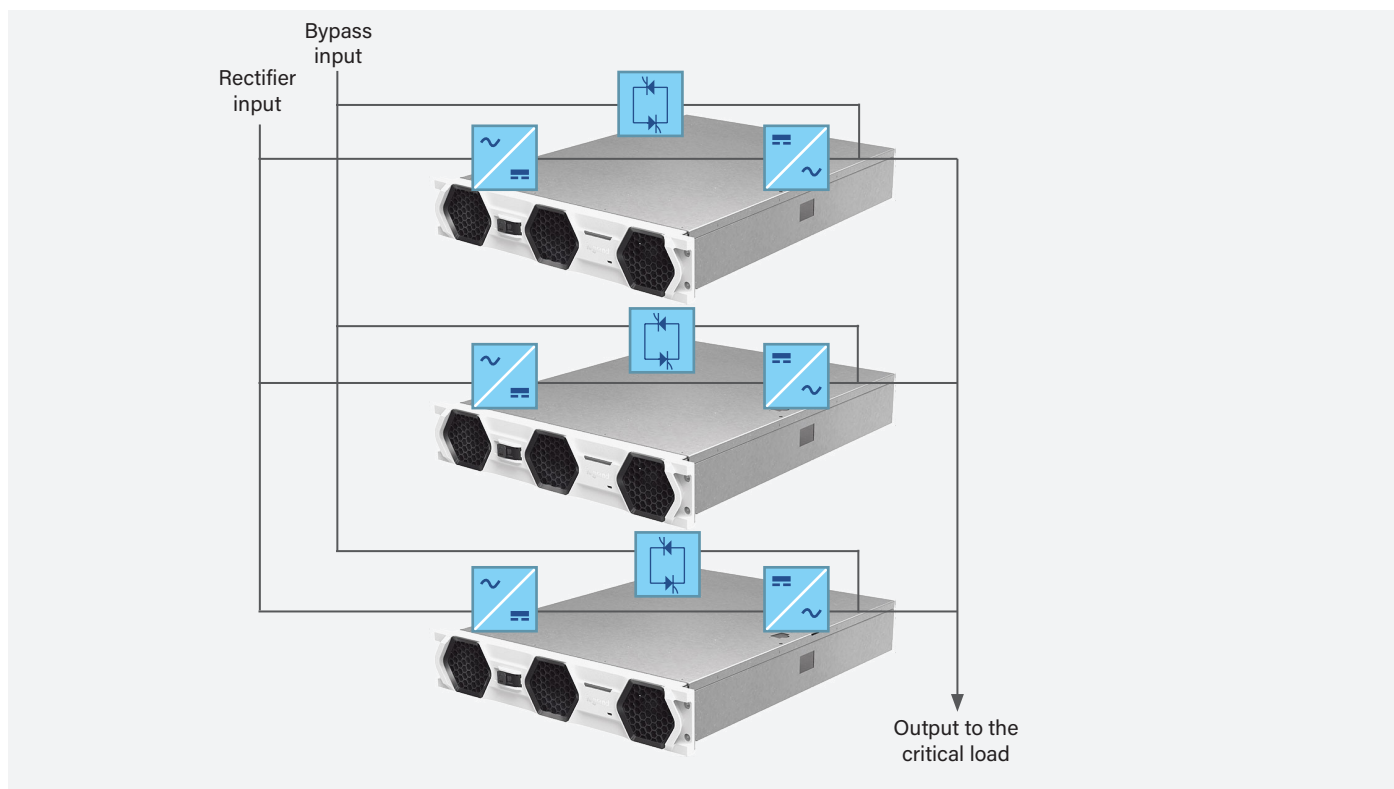 Bypass
input
Rectifier
input
Output to the
critical load